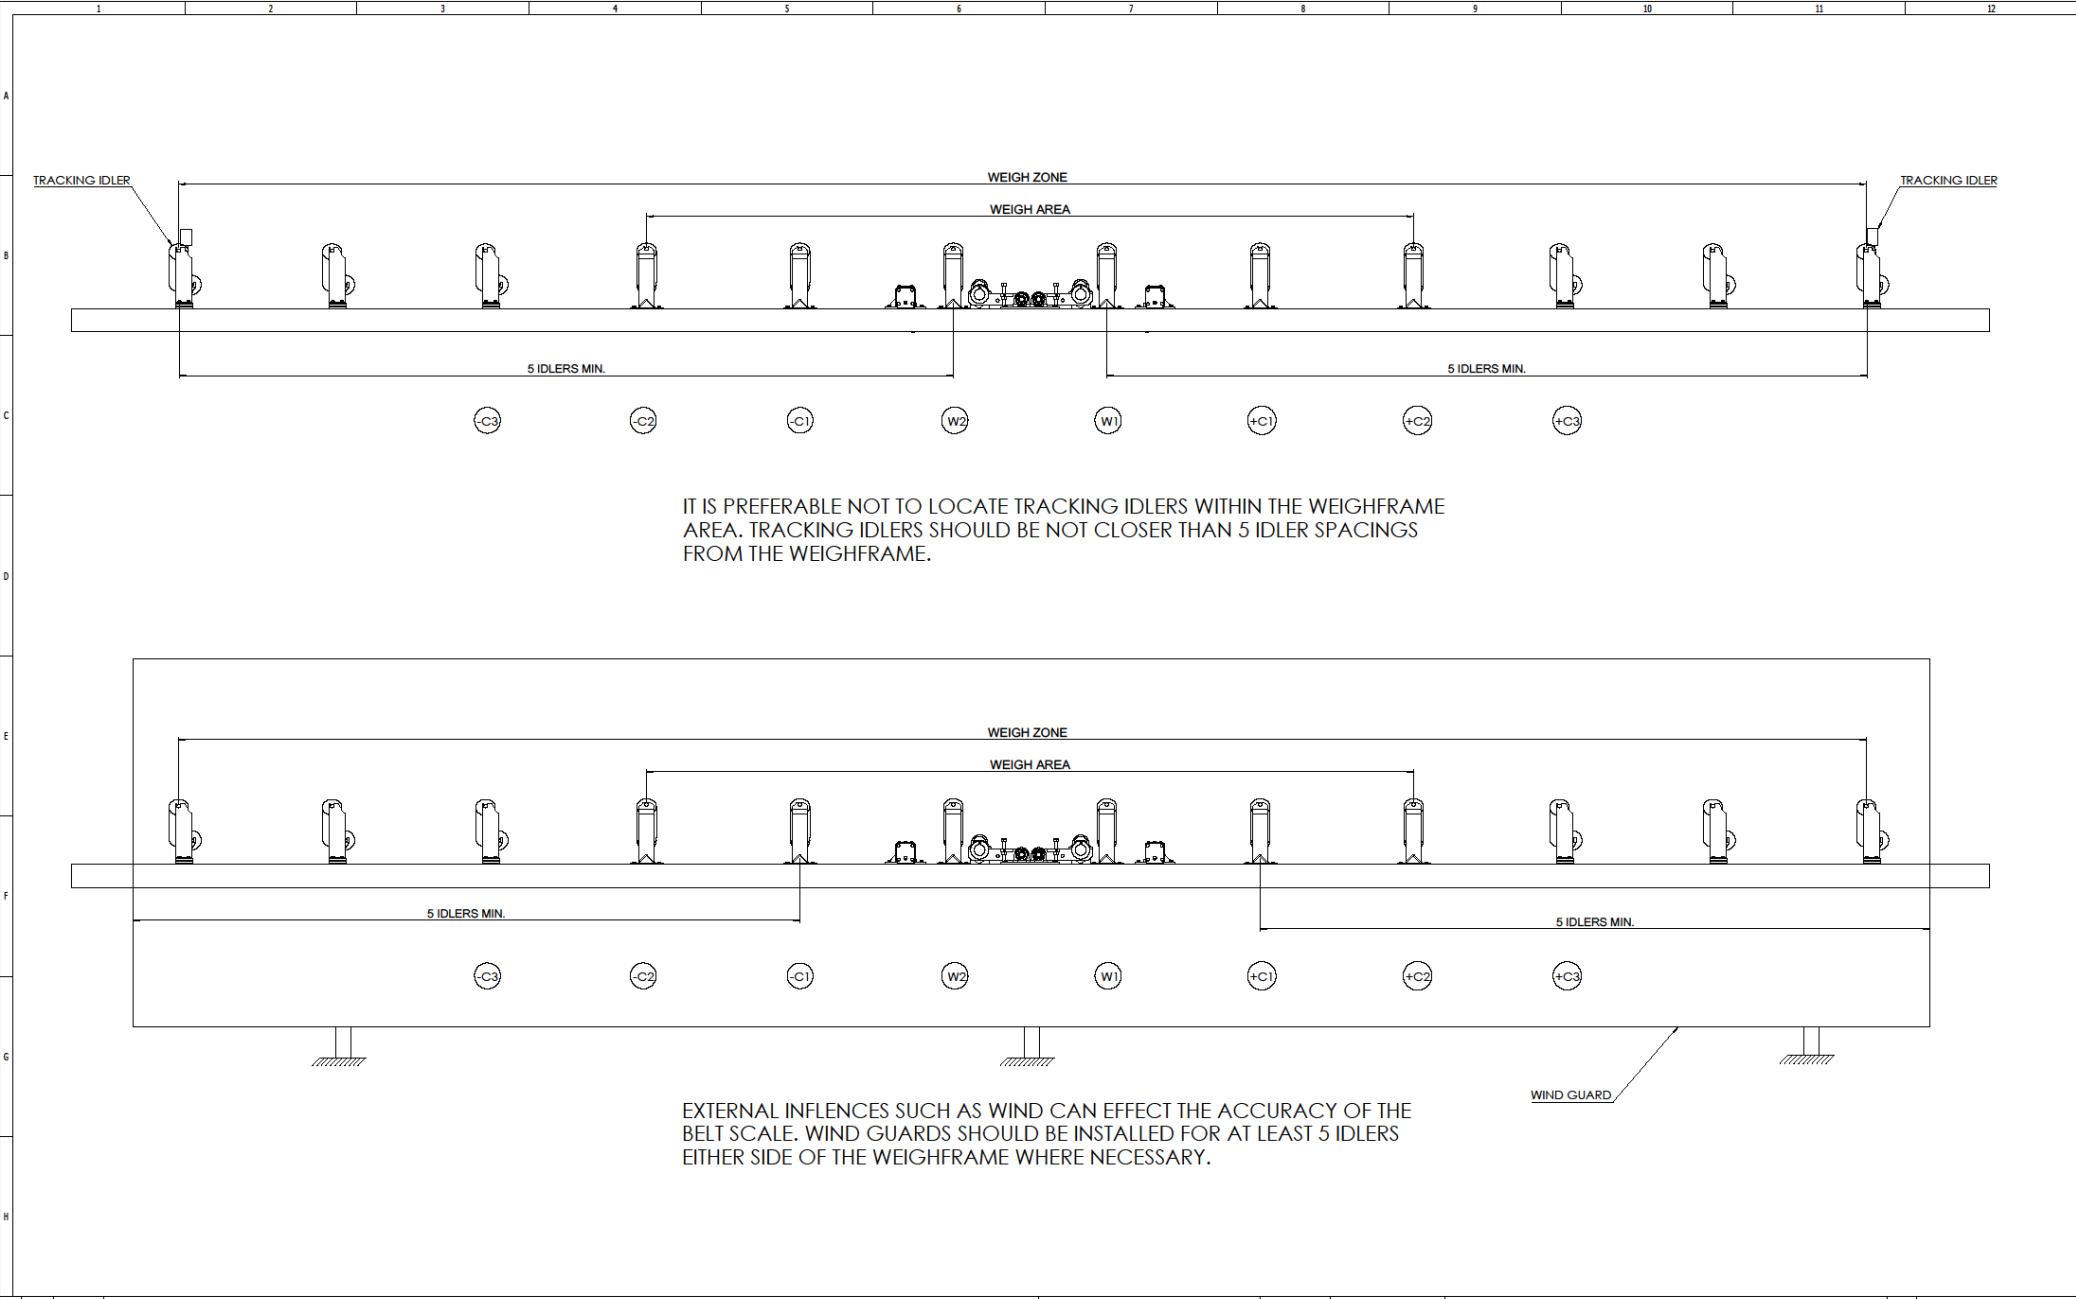 1 2 3 4 5 6 7 8 9 10 11 12
A
WEIGH ZONE
TRACKING IDLER
TRACKING IDLER
WEIGH AREA
B
5 IDLERS MIN.
5 IDLERS MIN.
C
-C3 -C2 -C1 W2 W1 +C1 +C2 +C3
IT IS PREFERABLE NOT TO LOCATE TRACKING IDLERS WITHIN THE WEIGHFRAME
AREA. TRACKING IDLERS SHOULD BE NOT CLOSER THAN 5 IDLER SPACINGS
FROM THE WEIGHFRAME.
D
WEIGH ZONE
E
WEIGH AREA
F
5 IDLERS MIN.
5 IDLERS MIN.
-C3 -C2 -C1 W2 W1 +C1 +C2 +C3
G
WIND GUARD
EXTERNAL INFLENCES SUCH AS WIND CAN EFFECT THE ACCURACY OF THE
BELT SCALE. WIND GUARDS SHOULD BE INSTALLED FOR AT LEAST 5 IDLERS
EITHER SIDE OF THE WEIGHFRAME WHERE NECESSARY.
H